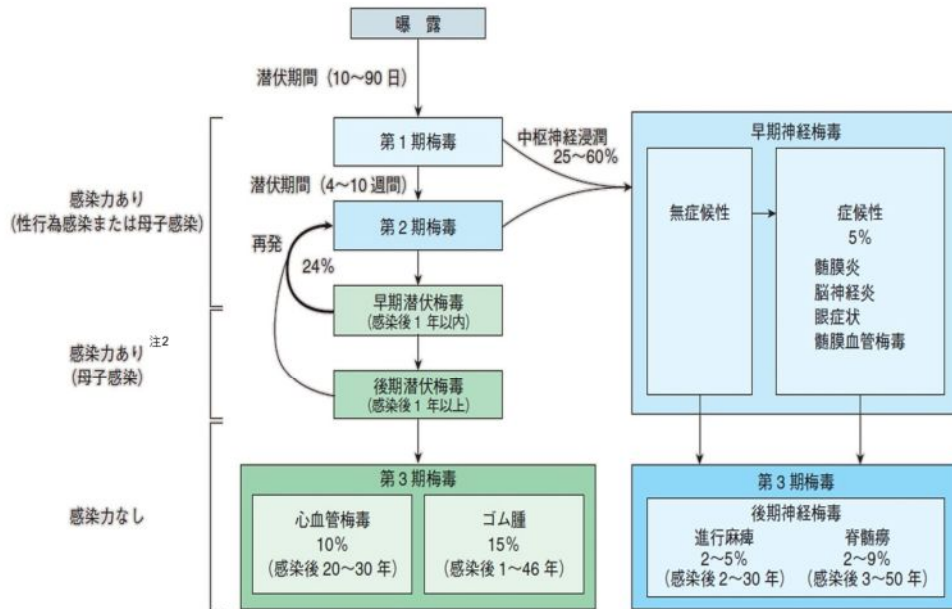 曝 露
潜伏期間（10～90日）
第1期梅毒
中枢神経浸潤
25～60%
潜伏期間（4～10週間）
第2期梅毒
再発
24%
早期潜伏梅毒
（感染後1年以内）
後期潜伏梅毒
（感染後1年以上）
感染力あり
（性行為感染または母子感染）
感染力あり 注2
（母子感染）
感染力なし
早期神経梅毒
無症候性
症候性
5%
髄膜炎
脳神経炎
眼症状
髄膜血管梅毒
第3期梅毒
心血管梅毒
10%
（感染後20～30年）
ゴム腫
15%
（感染後1～46年）
第3期梅毒
後期神経梅毒
進行麻痺
2～5%
（感染後2～30年）
脊髄癆
2～9%
（感染後3～50年）